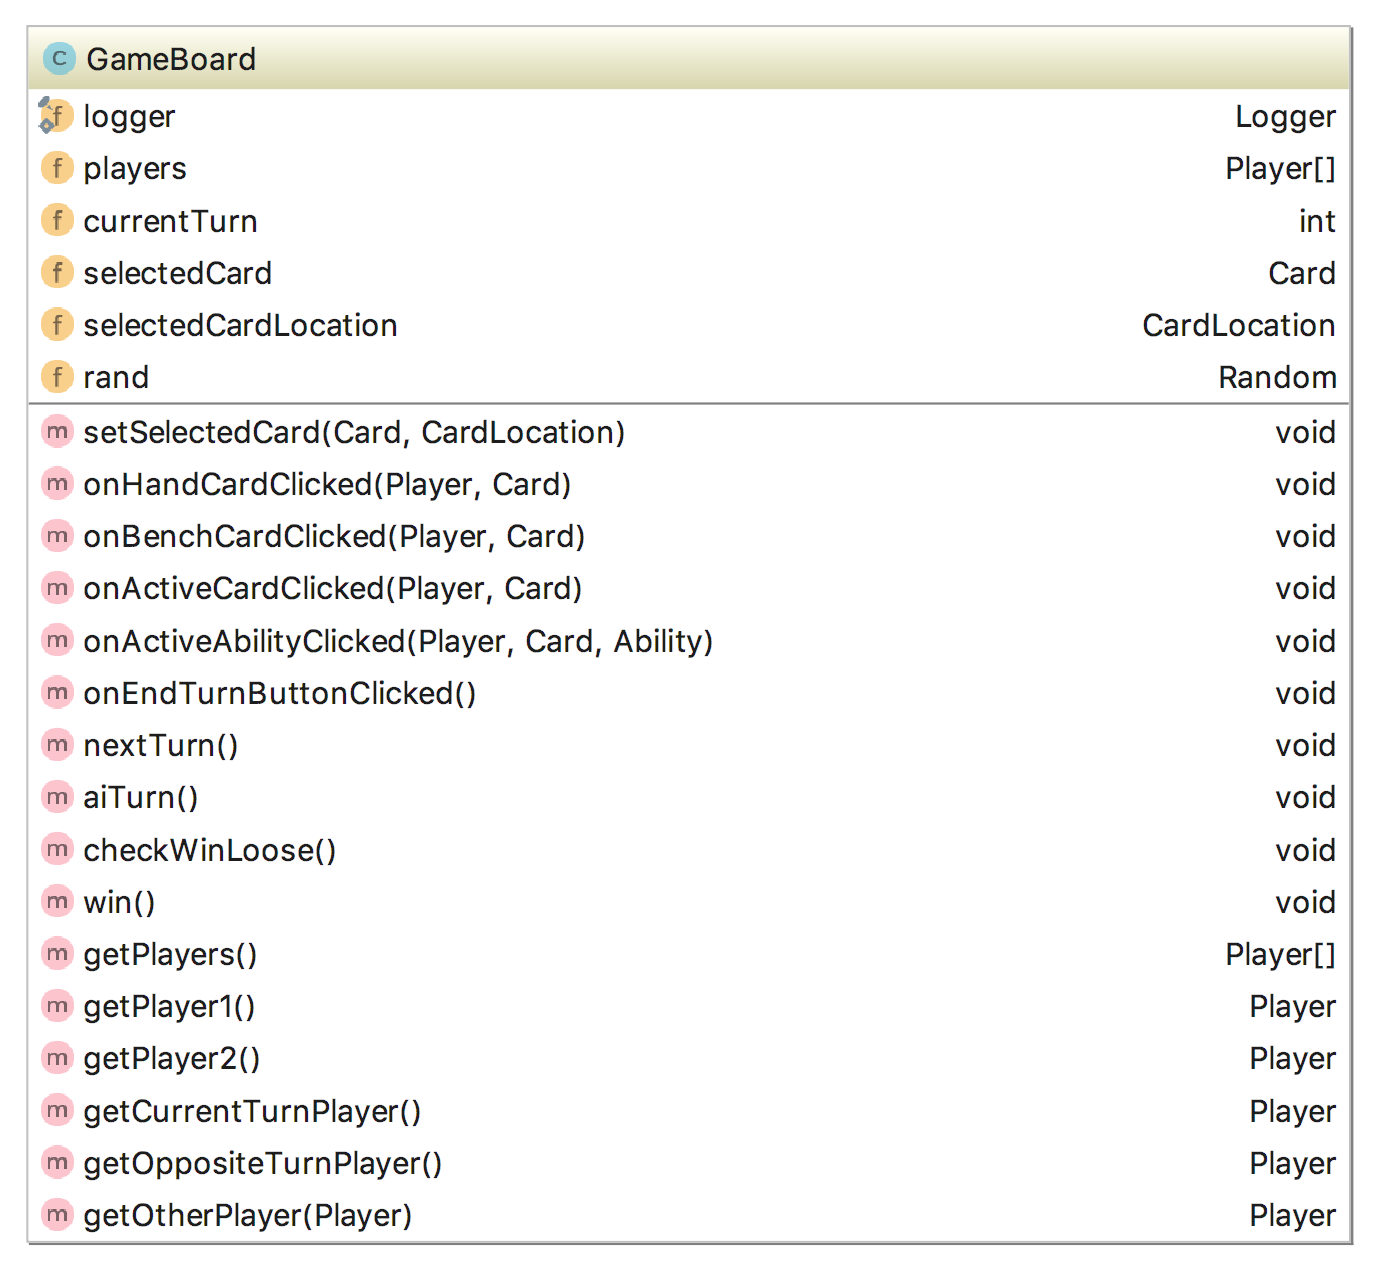 C GameBoard
f logger Logger
f players Player[]
f currentTurn int
f selectedCard Card
f selectedCardLocation CardLocation
f rand Random
m setSelectedCard(Card, CardLocation) void
m onHandCardClicked(Player, Card) void
m onBenchCardClicked(Player, Card) void
m onActiveCardClicked(Player, Card) void
m onActiveAbilityClicked(Player, Card, Ability) void
m onEndTurnButtonClicked() void
m nextTurn() void
m aiTurn() void
m checkWinLoose() void
m win() void
m getPlayers() Player[]
m getPlayer1() Player
m getPlayer2() Player
m getCurrentTurnPlayer() Player
m getOppositeTurnPlayer() Player
m getOtherPlayer(Player) Player